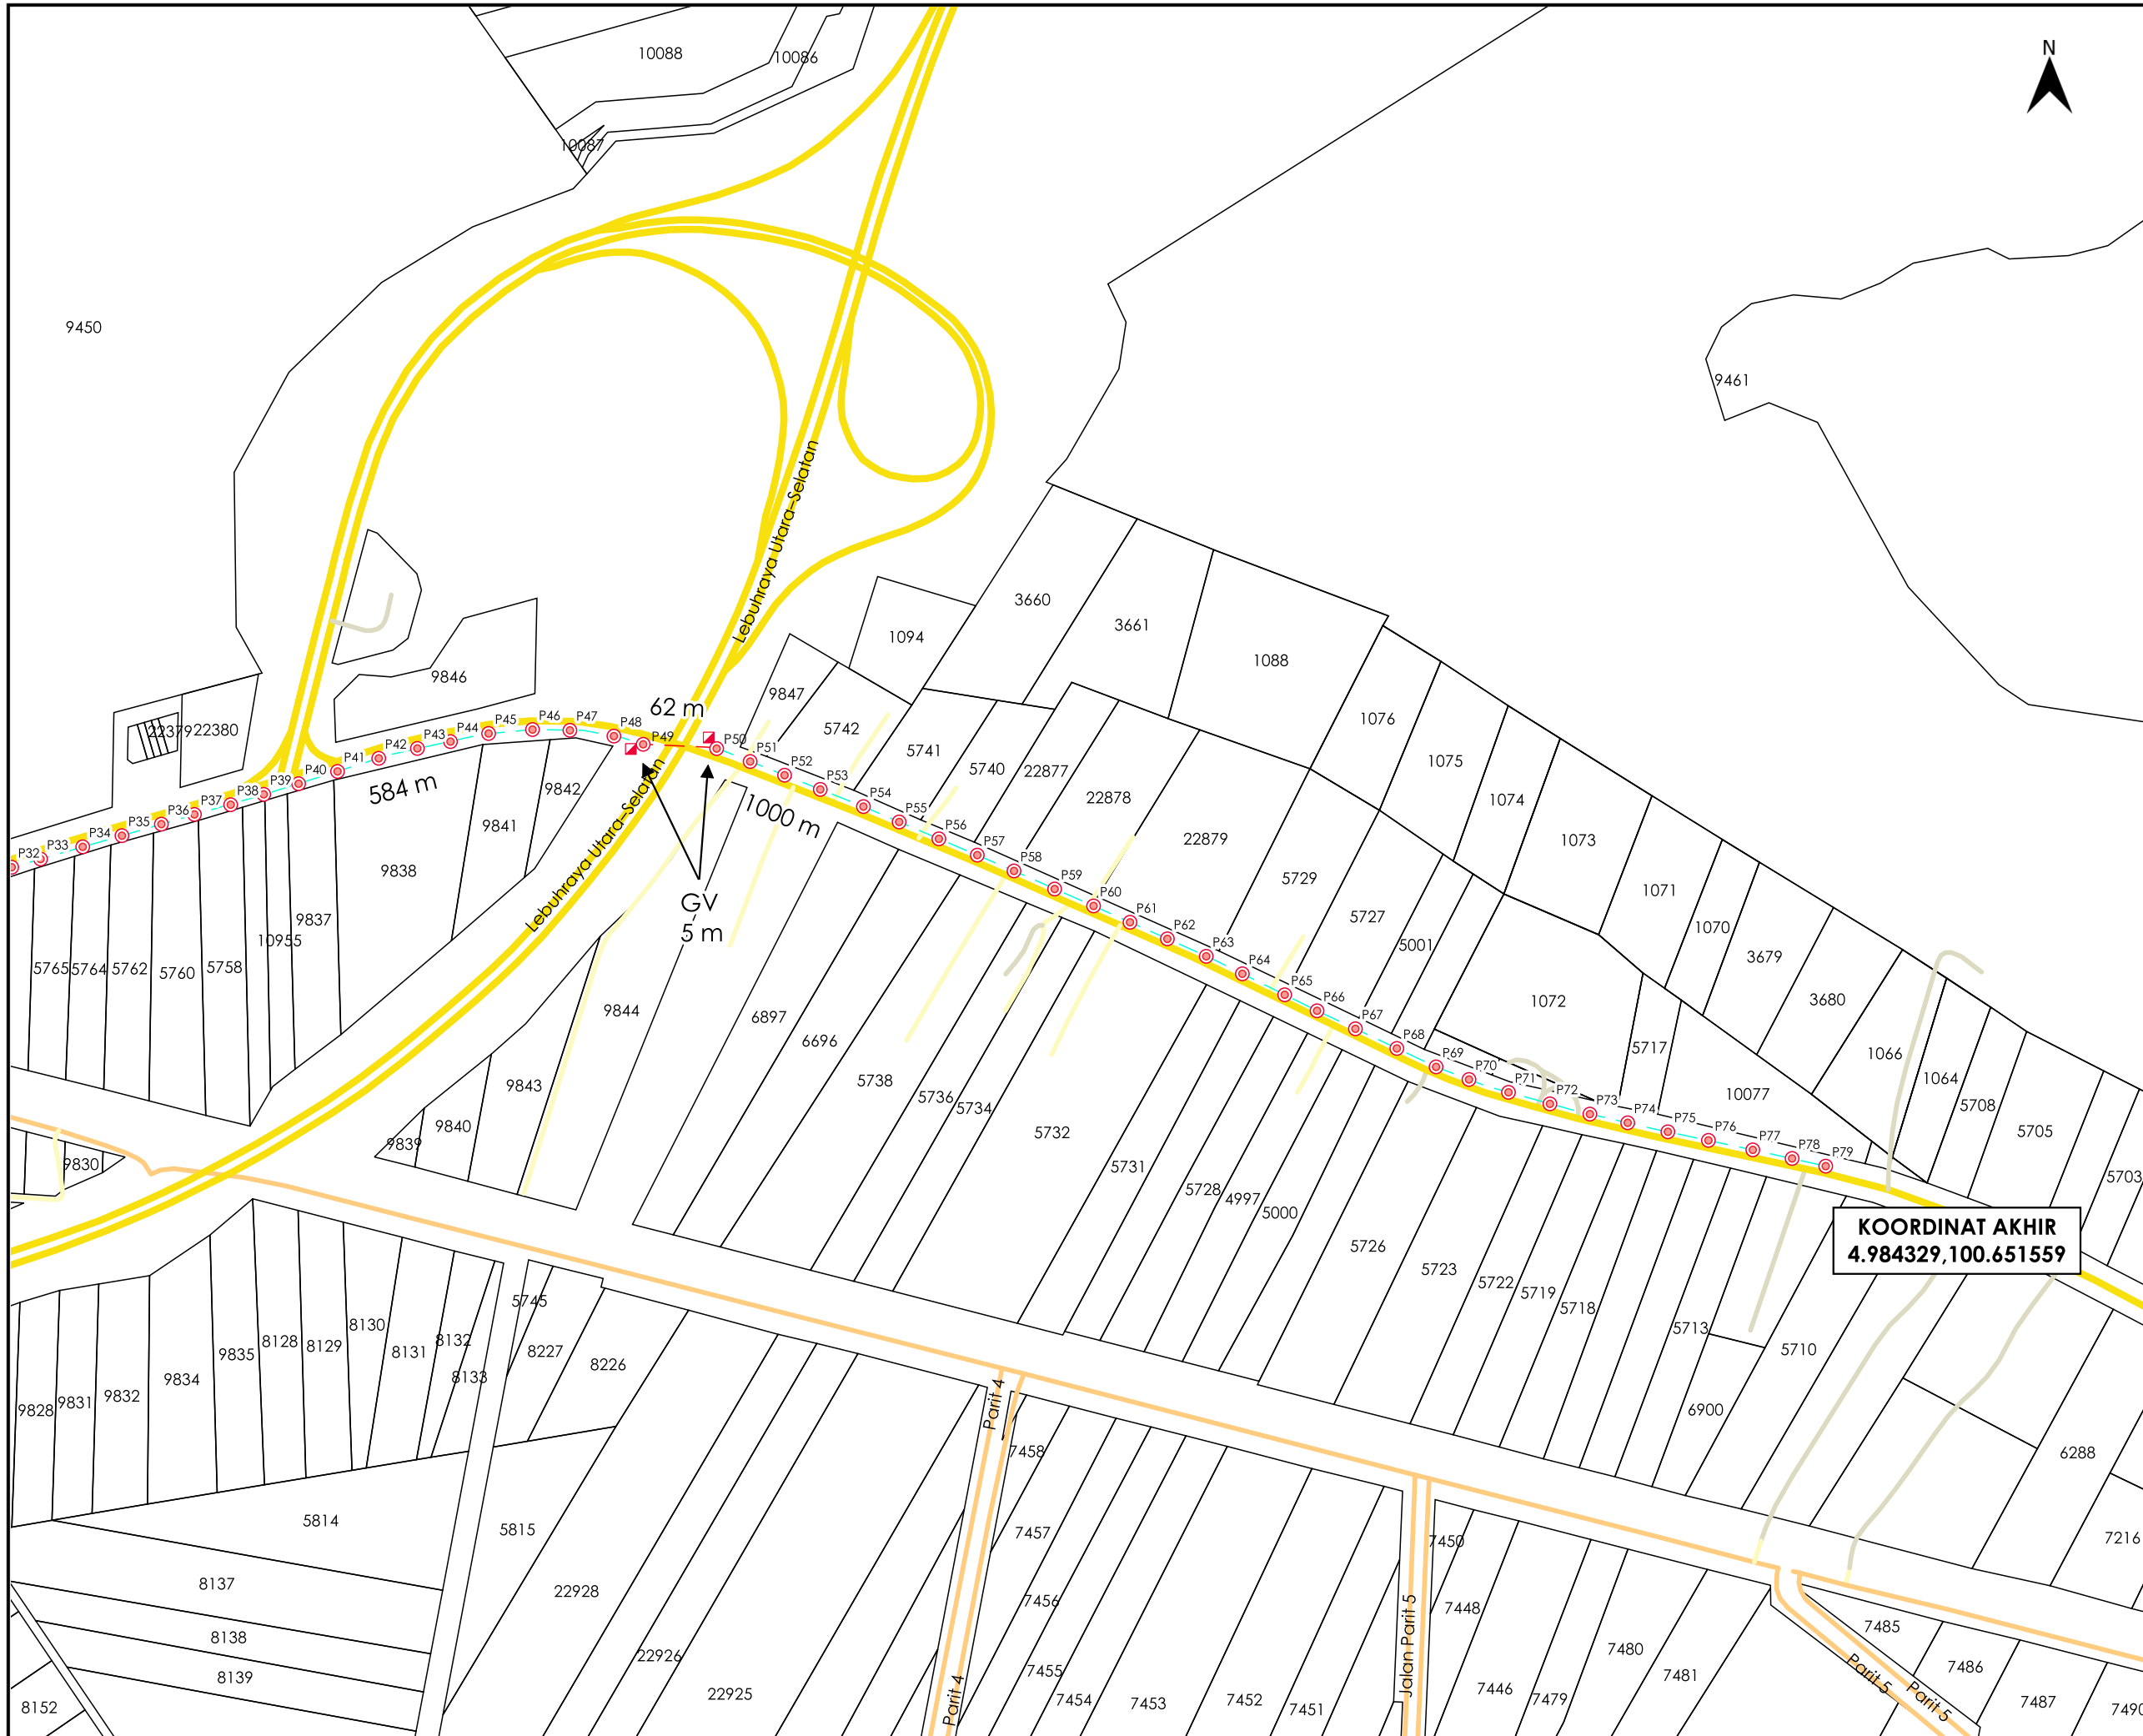 N
10088
10086
10087
9450
9461
Lebuhraya Utara-Selatan
3660
3661
1094
1088
9846
9847
5742
5741
5740
22877
22878
22879
1076
1075
1074
1073
1071
1070
3679
3680
1066
1064
5708
5705
5703
22379
22380
62 m
584 m
1000 m
GV
5 m
P32
P33
P34
P35
P36
P37
P38
P39
P40
P41
P42
P43
P44
P45
P46
P47
P48
P49
P50
P51
P52
P53
P54
P55
P56
P57
P58
P59
P60
P61
P62
P63
P64
P65
P66
P67
P68
P69
P70
P71
P72
P73
P74
P75
P76
P77
P78
P79
Lebuhraya Utara-Selatan
9842
9841
9838
9837
10955
5765
5764
5762
5760
5758
5729
5727
5001
1072
5717
10077
9844
6897
6696
5738
5736
5734
5732
5731
5728
4997
5000
5726
5723
5722
5719
5718
5713
5710
6900
9843
9840
9839
9830
KOORDINAT AKHIR
4.984329,100.651559
9828
9831
9832
9834
9835
8128
8129
8130
8131
8132
8133
5745
8227
8226
6288
7216
5814
5815
8137
8138
8139
8152
22928
22926
22925
Parit 4
Parit 4
7458
7457
7456
7455
7454
7453
7452
7451
7450
7448
7446
7479
7480
7481
Jalan Parit 5
7485
7486
7487
7490
Parit 5
Parit 5